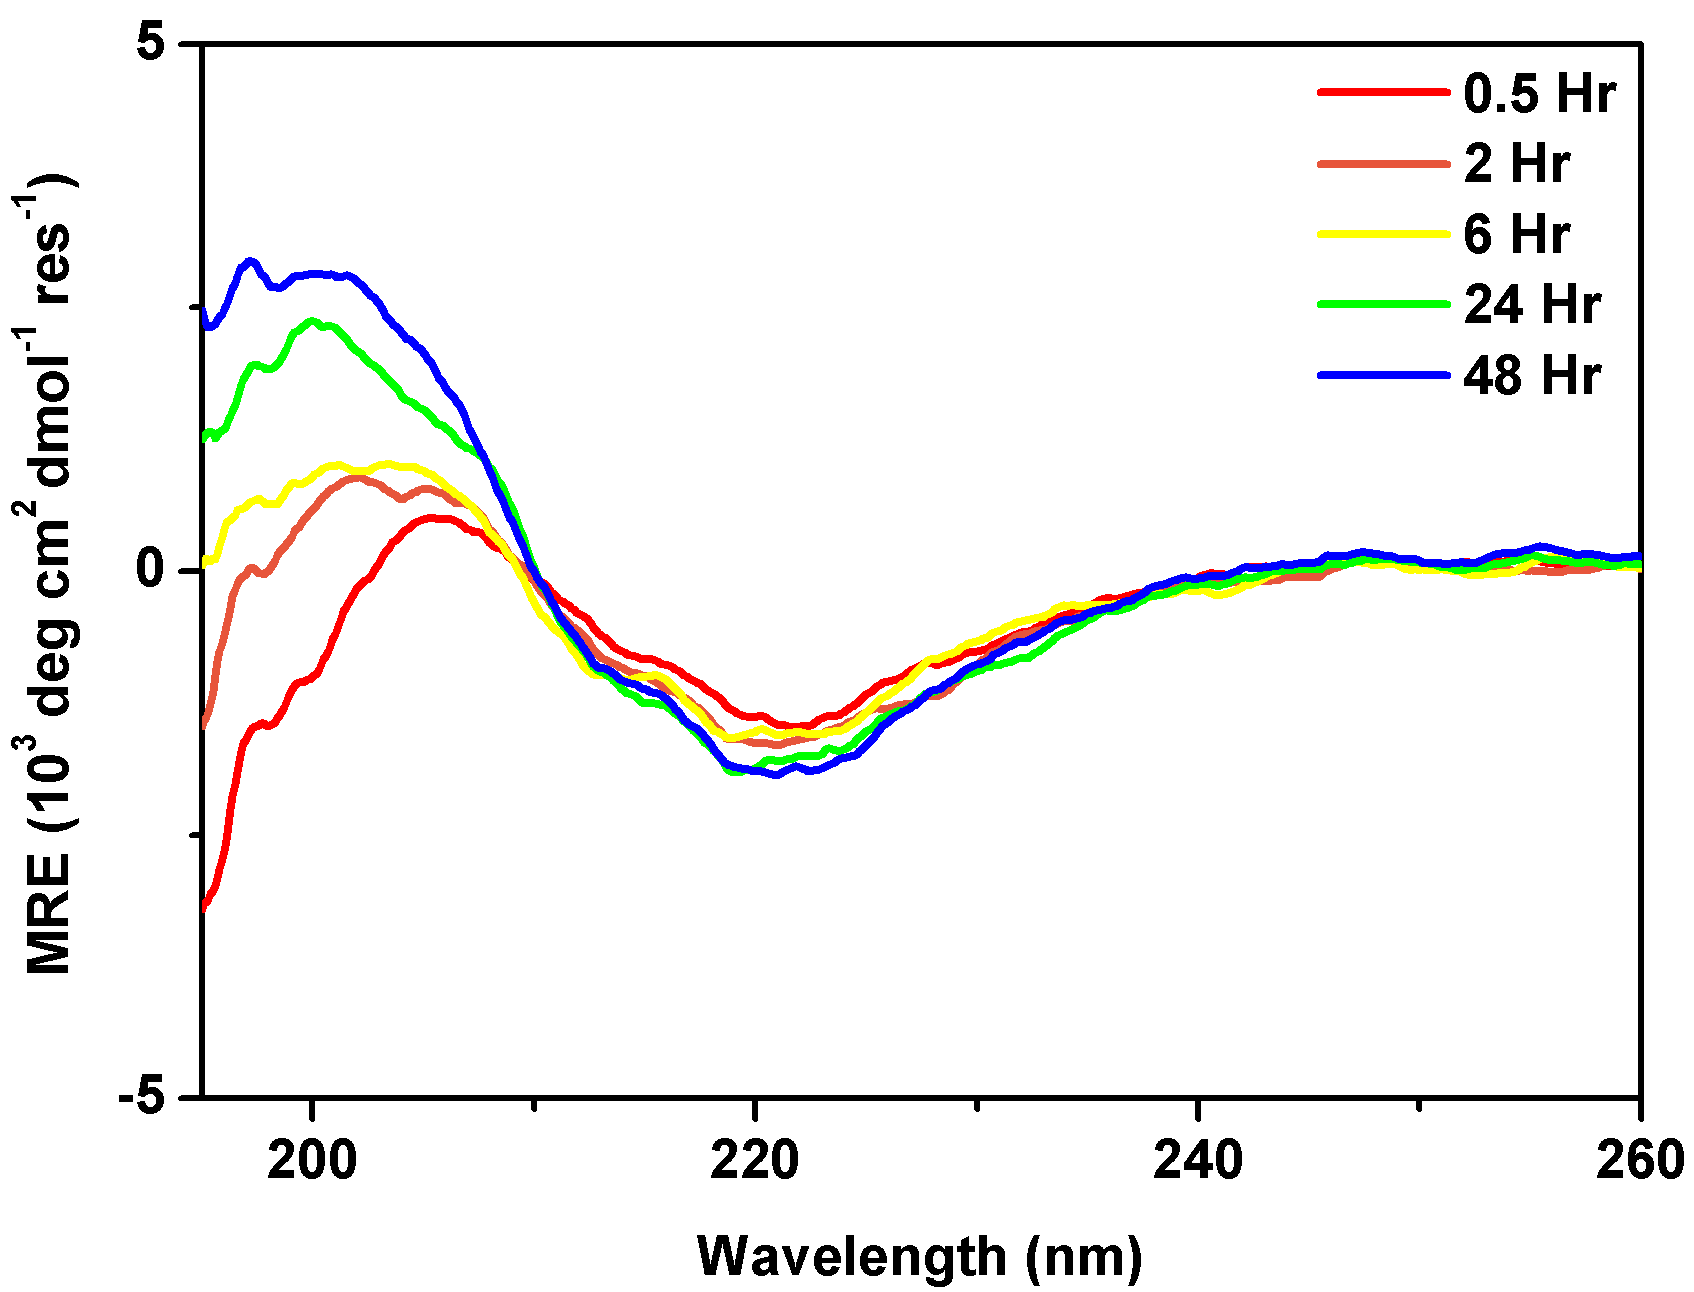 5
0
-5
MRE (10³ deg cm² dmol⁻¹ res⁻¹)
0.5 Hr
2 Hr
6 Hr
24 Hr
48 Hr
200 220 240 260
Wavelength (nm)